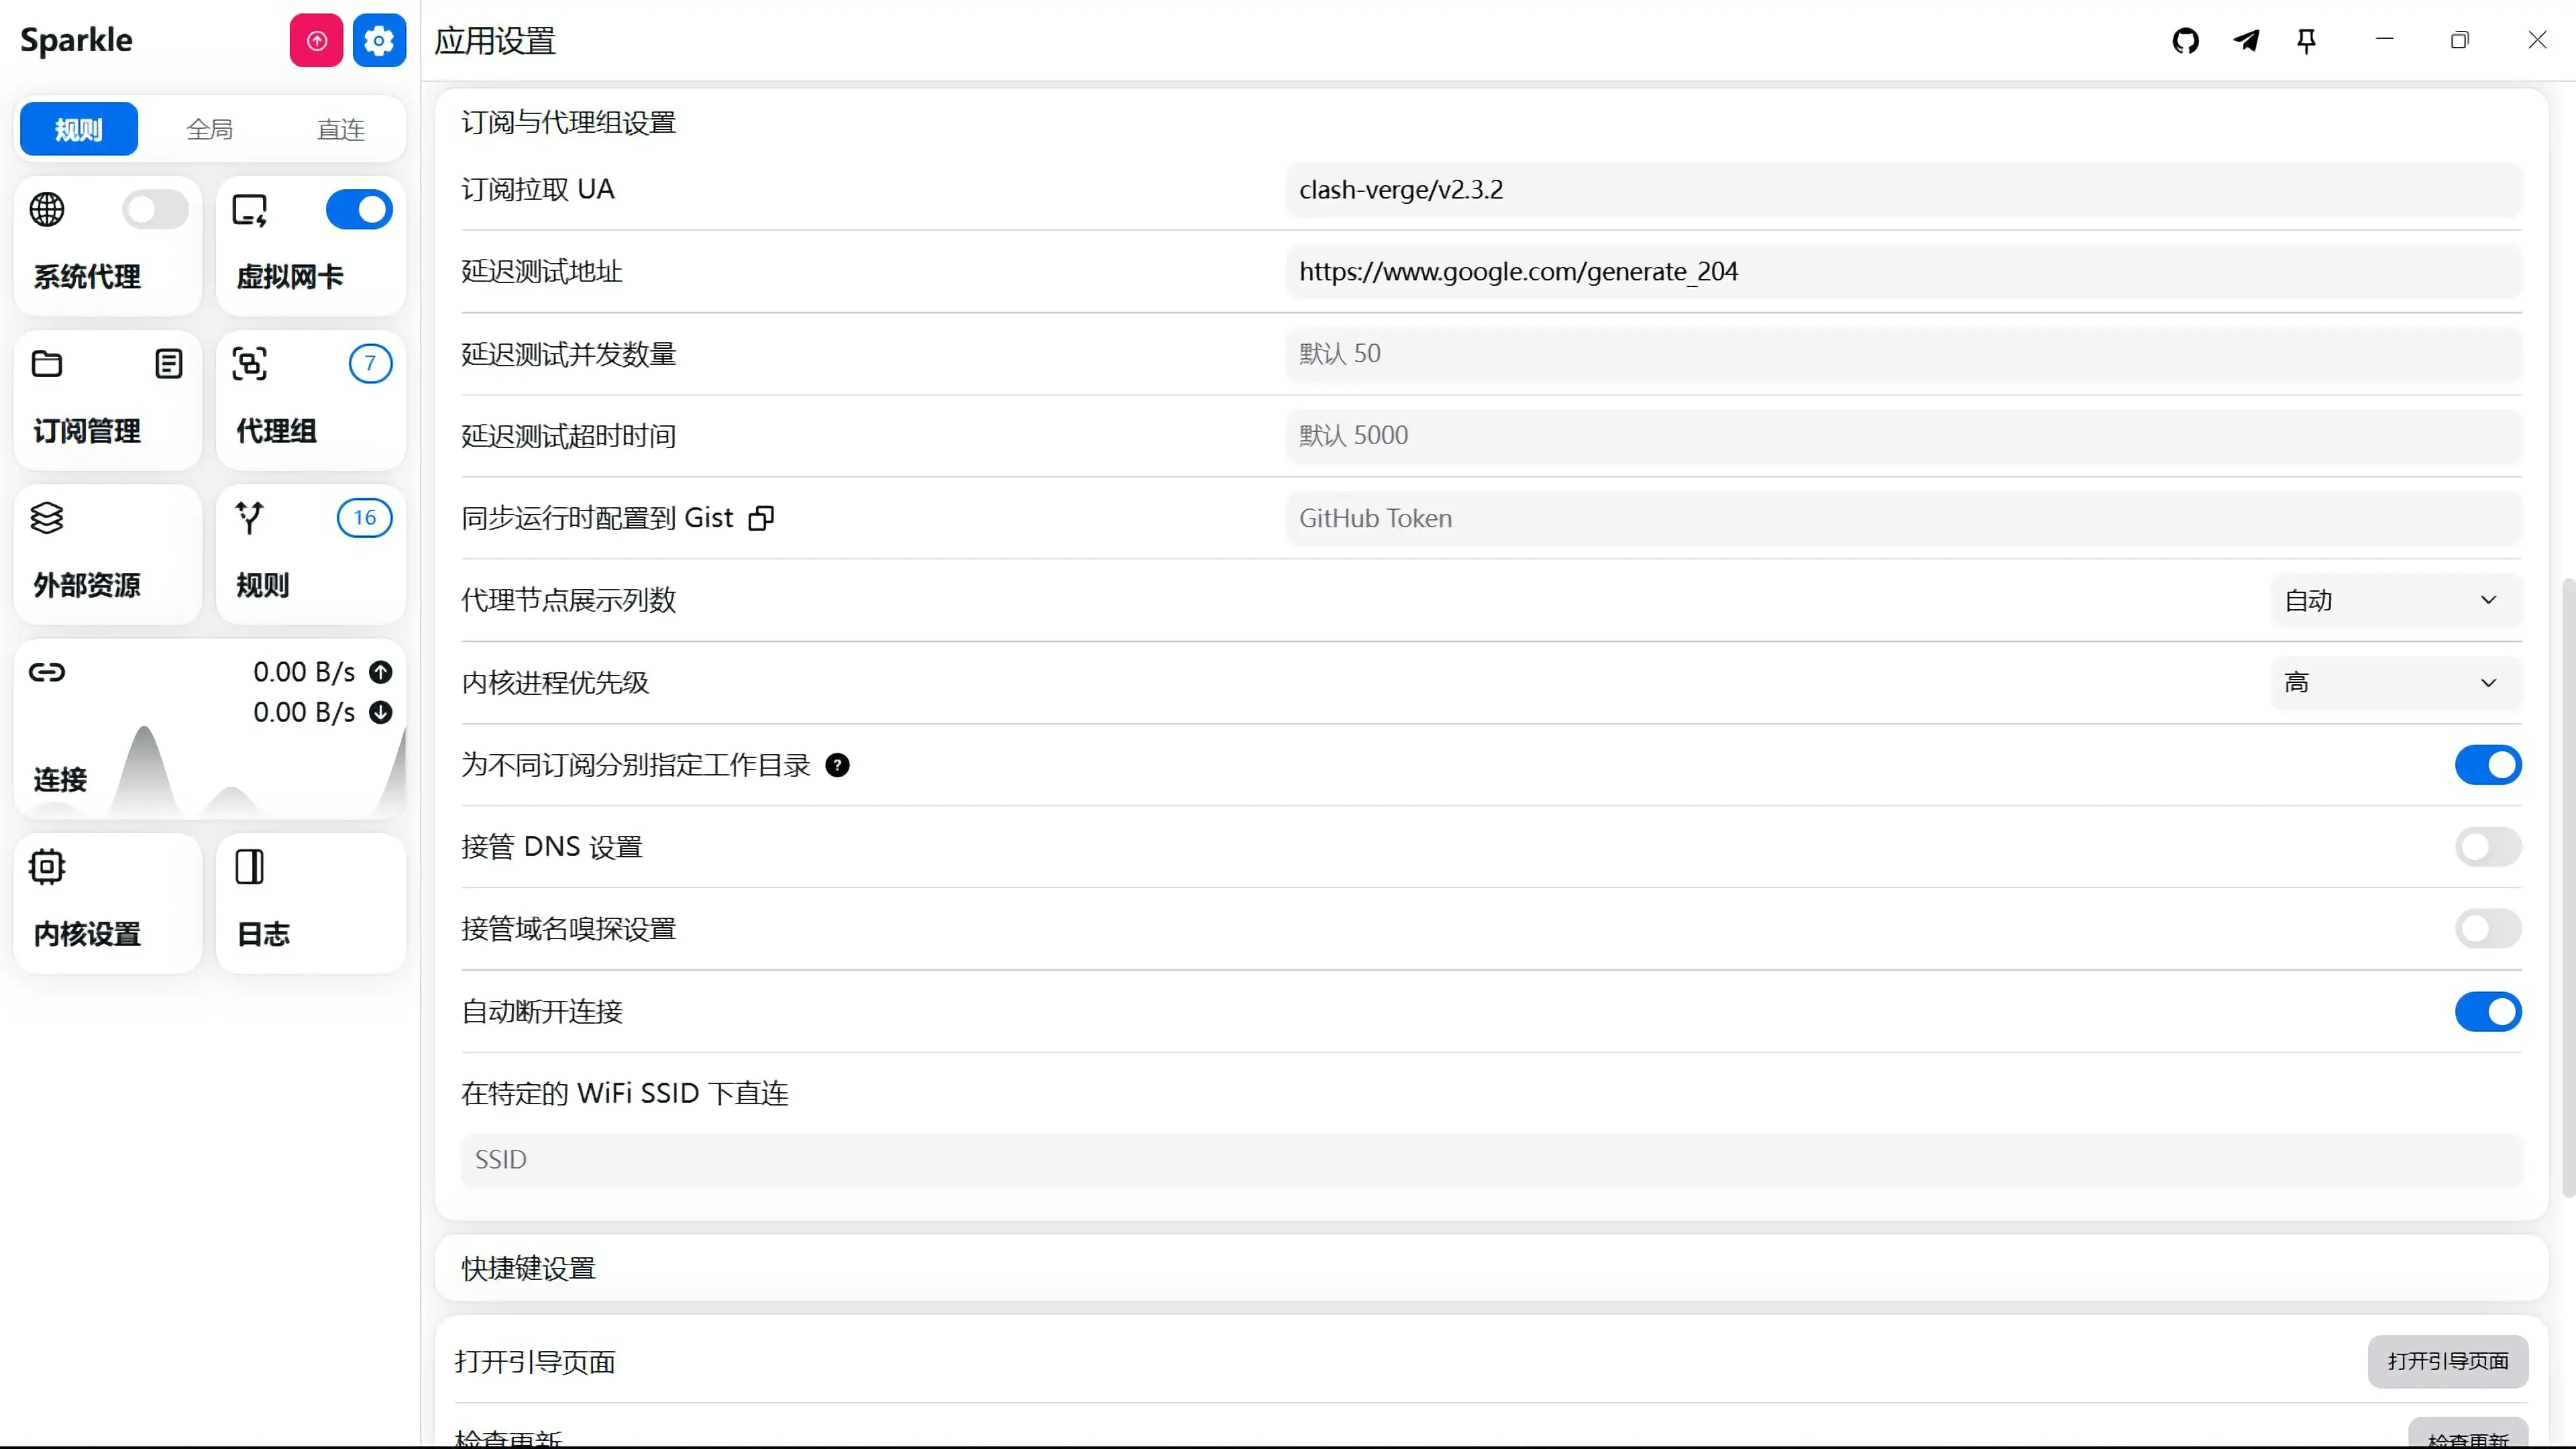 Sparkle
应用设置
规则 全局 直连
系统代理
虚拟网卡
订阅管理
7
代理组
外部资源
16
规则
0.00 B/s
0.00 B/s
连接
内核设置
日志
订阅与代理组设置
订阅拉取 UA
clash-verge/v2.3.2
延迟测试地址
https://www.google.com/generate_204
延迟测试并发数量
默认 50
延迟测试超时时间
默认 5000
同步运行时配置到 Gist
GitHub Token
代理节点展示列数
自动
内核进程优先级
高
为不同订阅分别指定工作目录
接管 DNS 设置
接管域名嗅探设置
自动断开连接
在特定的 WiFi SSID 下直连
SSID
快捷键设置
打开引导页面
打开引导页面
检查更新
检查更新